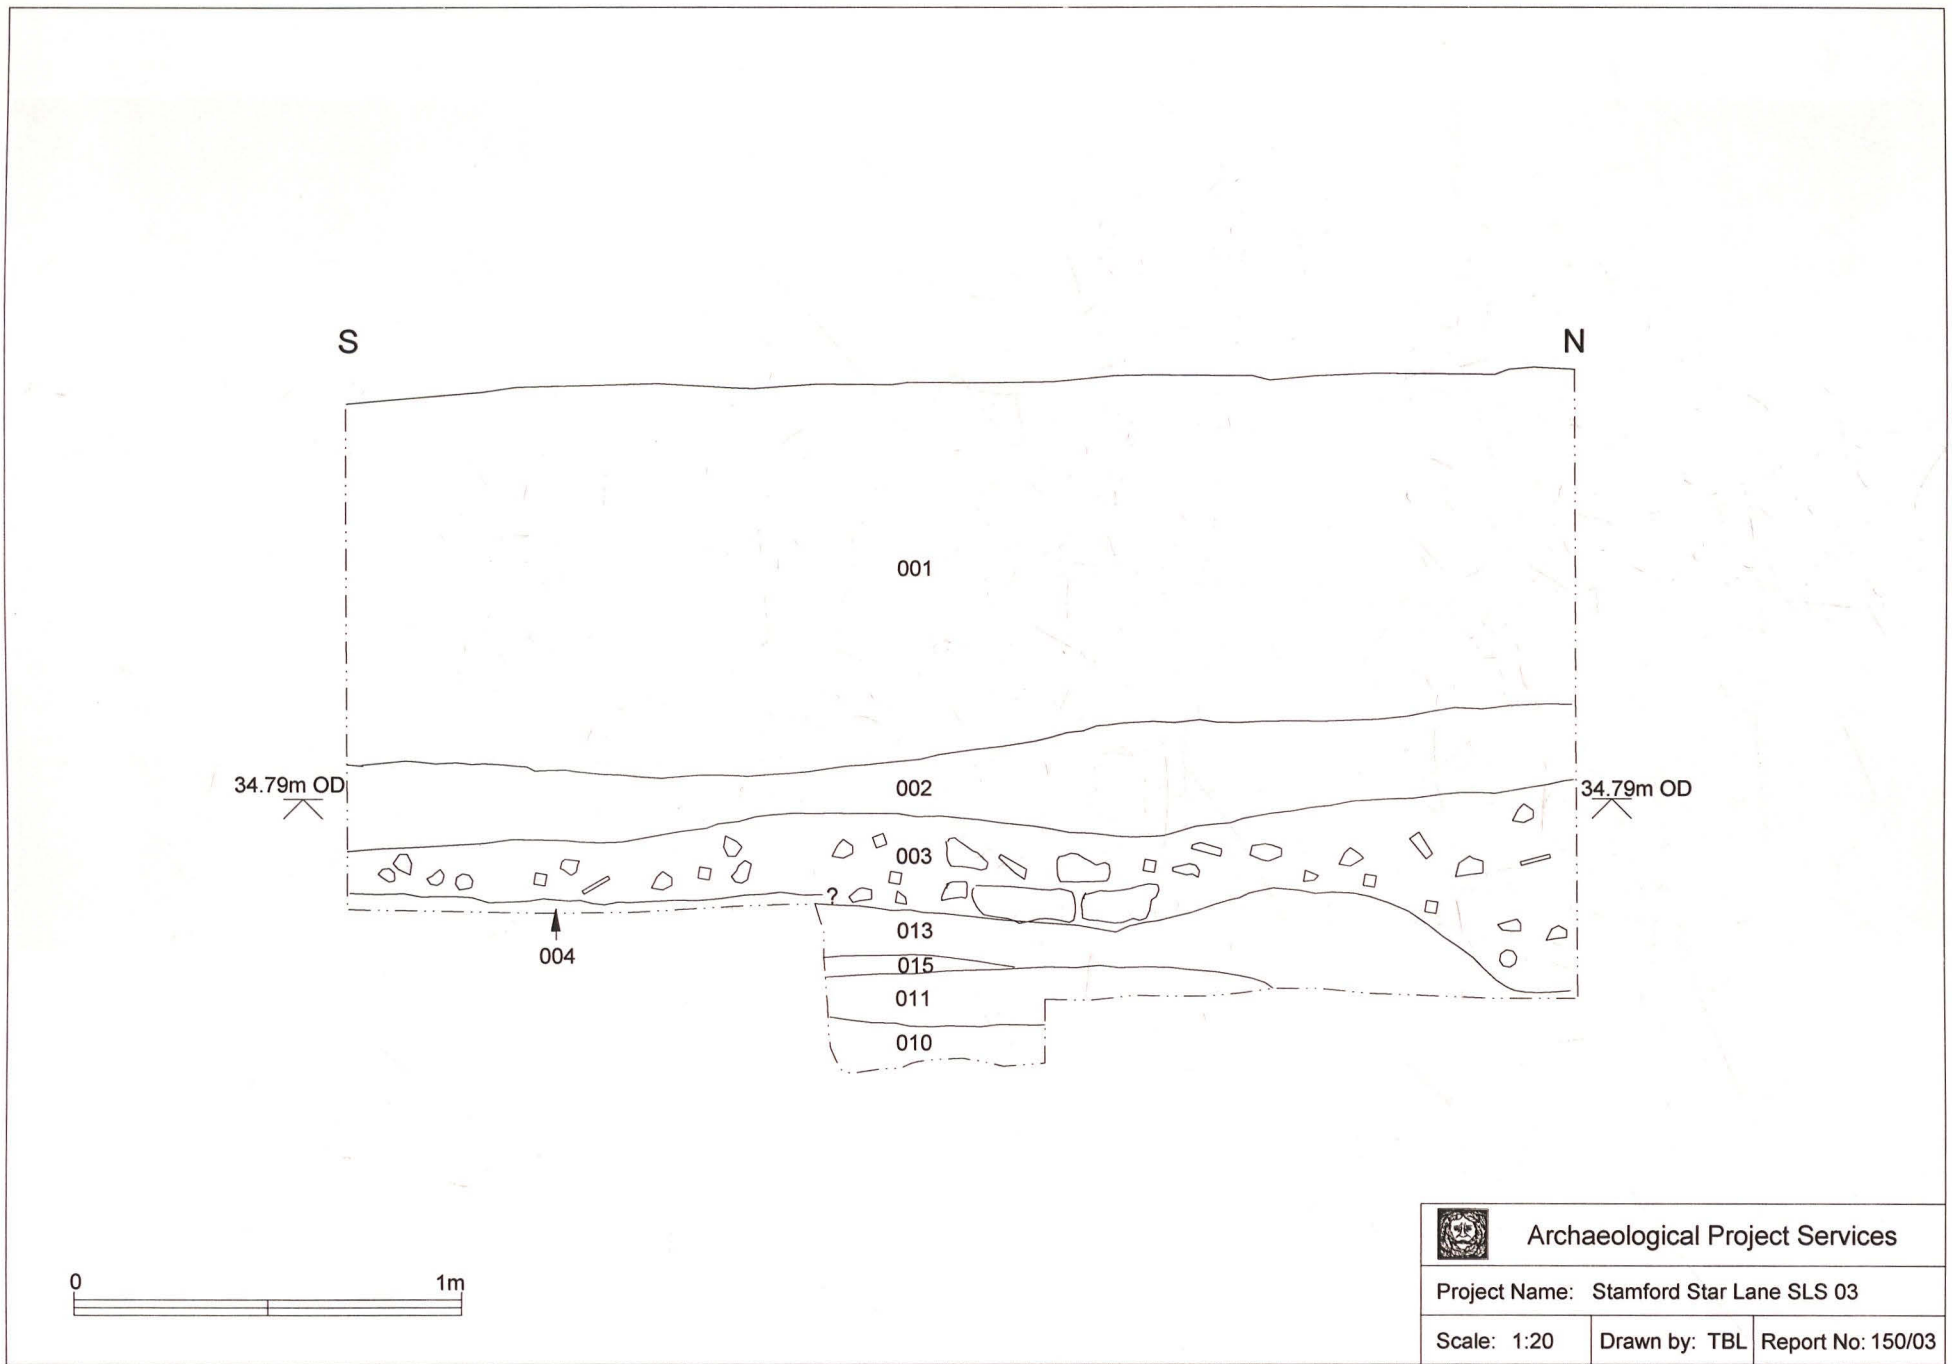 S N
001
34.79m OD 002 34.79m OD
003
?
013
004
015
011
010
0 1m
Archaeological Project Services
Project Name: Stamford Star Lane SLS 03
Scale: 1:20 Drawn by: TBL Report No: 150/03